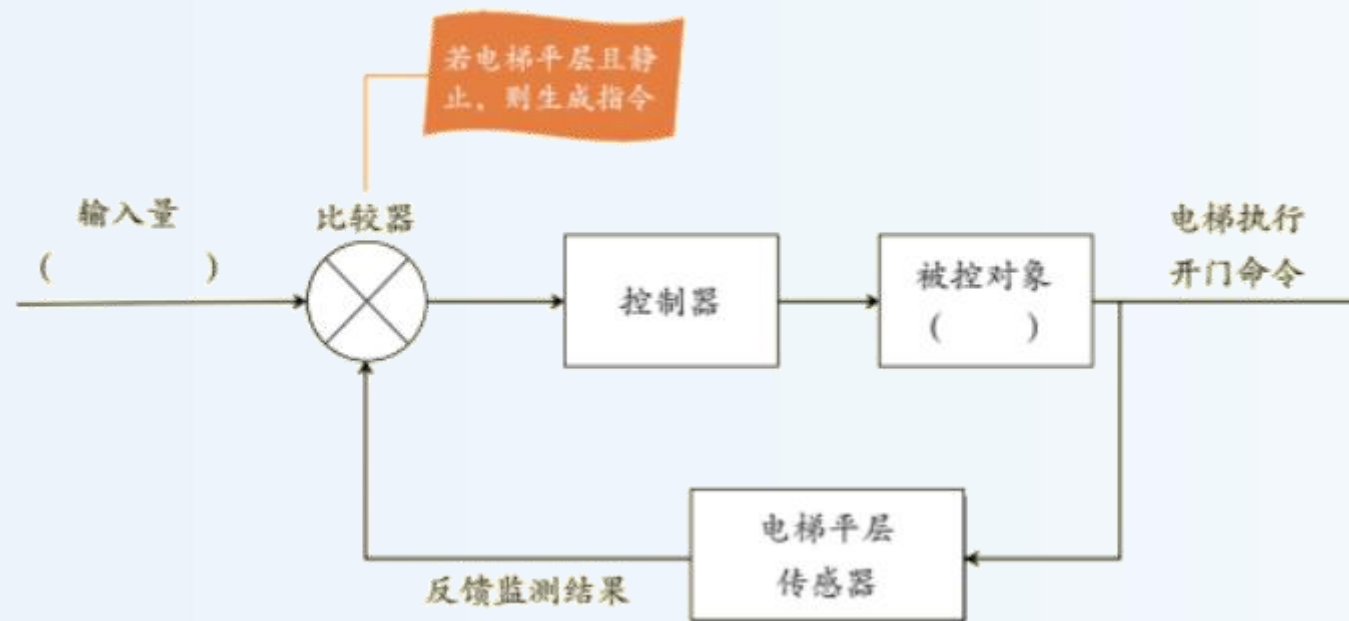 若电梯平层且静
止，则生成指令
输入量
(        )
比较器
控制器
被控对象
(      )
电梯执行
开门命令
电梯平层
传感器
反馈监测结果